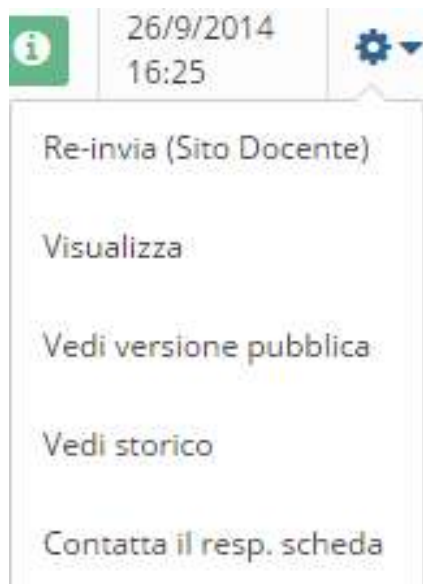 26/9/2014
16:25
Re-invia (Sito Docente)
Visualizza
Vedi versione pubblica
Vedi storico
Contatta il resp. scheda